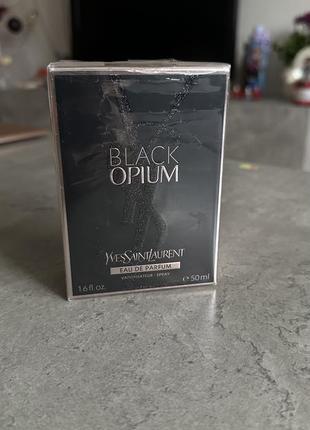 BLACK
OPIUM
YVESSAINTLAURENT
EAU DE PARFUM
VAPORISATEUR - SPRAY
1.6 fl.oz. ℮ 50 ml